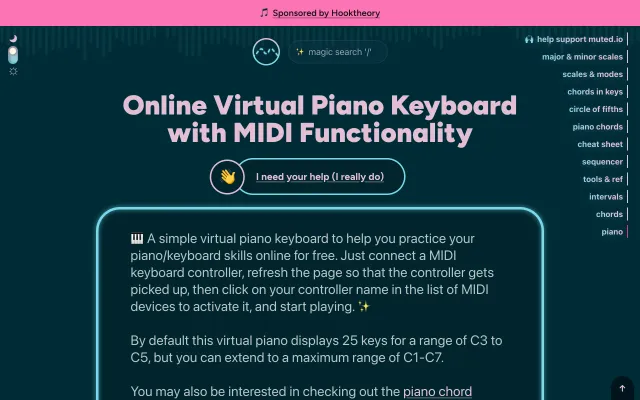 🎵 Sponsored by Hooktheory
✨ magic search '/'
🙌 help support muted.io
major & minor scales
scales & modes
chords in keys
circle of fifths
piano chords
cheat sheet
sequencer
tools & ref
intervals
chords
piano
Online Virtual Piano Keyboard
with MIDI Functionality
👋 I need your help (I really do)
🎹 A simple virtual piano keyboard to help you practice your
piano/keyboard skills online for free. Just connect a MIDI
keyboard controller, refresh the page so that the controller gets
picked up, then click on your controller name in the list of MIDI
devices to activate it, and start playing. ✨
By default this virtual piano displays 25 keys for a range of C3 to
C5, but you can extend to a maximum range of C1-C7.
You may also be interested in checking out the piano chord